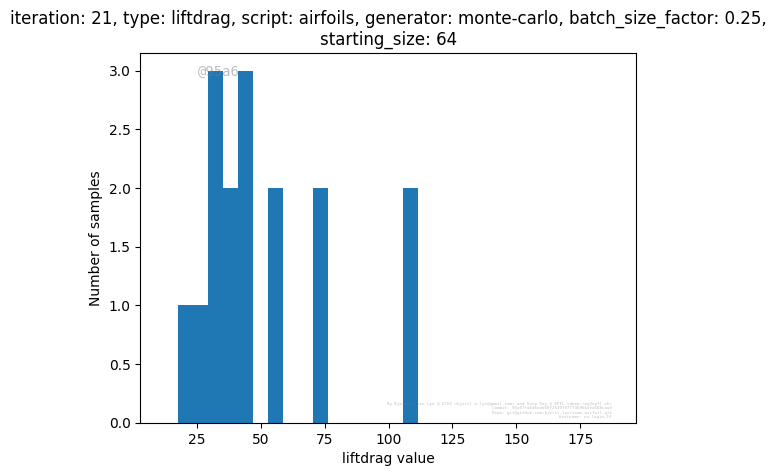 iteration: 21, type: liftdrag, script: airfoils, generator: monte-carlo, batch_size_factor: 0.25,
starting_size: 64
@95a6
3.0
2.5
2.0
1.5
1.0
0.5
0.0
Number of samples
25 50 75 100 125 150 175
liftdrag value